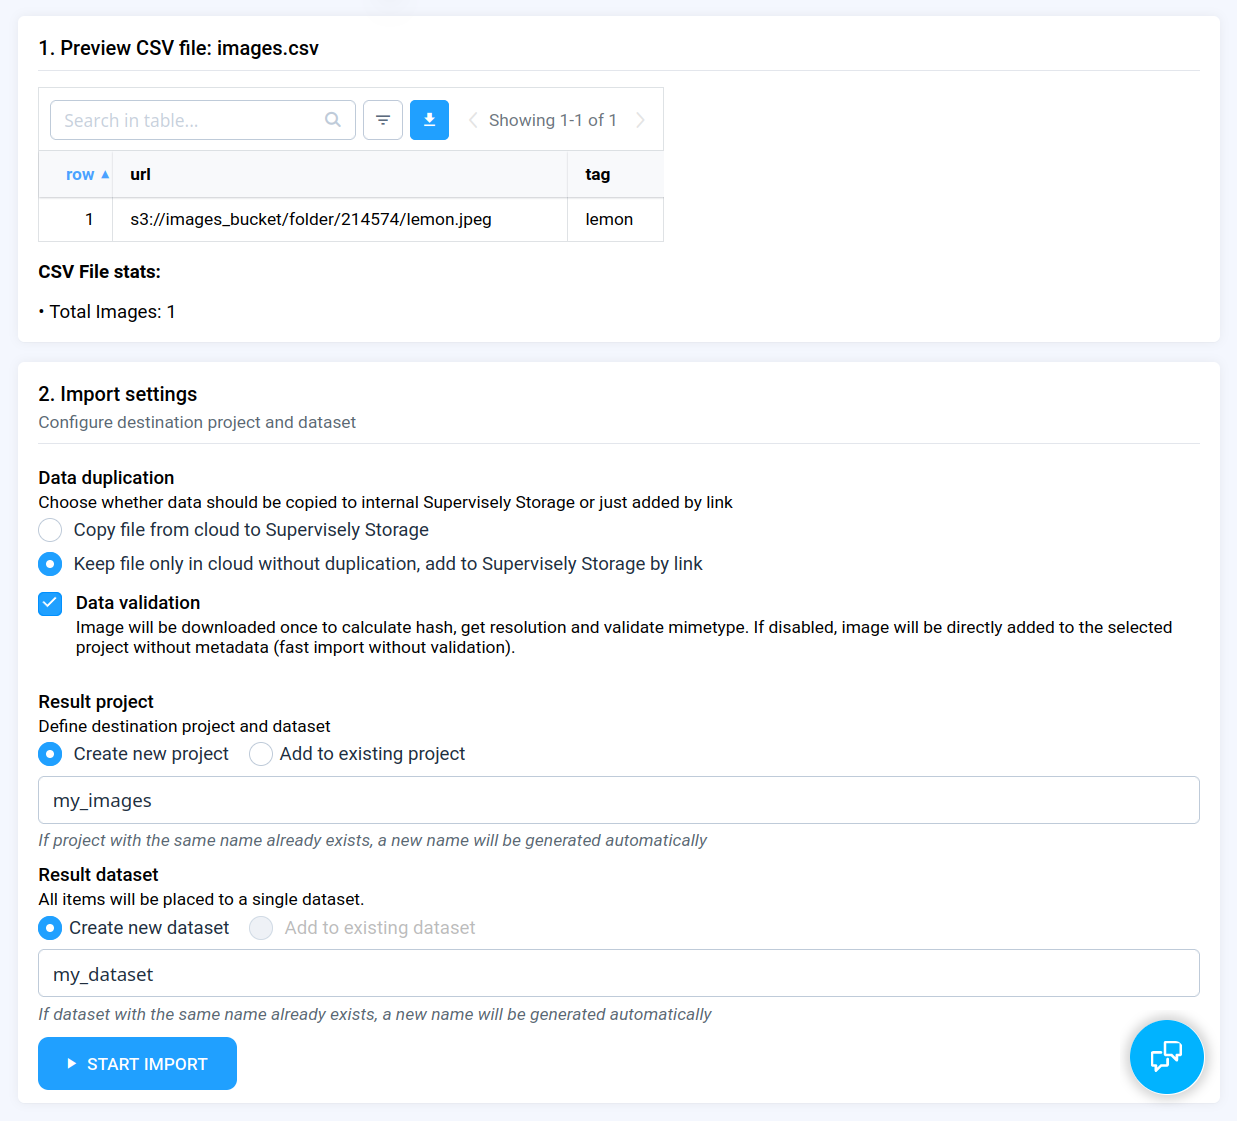 1. Preview CSV file: images.csv
Search in table...
Showing 1-1 of 1
row url tag
1 s3://images_bucket/folder/214574/lemon.jpeg lemon
CSV File stats:
• Total Images: 1
2. Import settings
Configure destination project and dataset
Data duplication
Choose whether data should be copied to internal Supervisely Storage or just added by link
Copy file from cloud to Supervisely Storage
Keep file only in cloud without duplication, add to Supervisely Storage by link
Data validation
Image will be downloaded once to calculate hash, get resolution and validate mimetype. If disabled, image will be directly added to the selected
project without metadata (fast import without validation).
Result project
Define destination project and dataset
Create new project Add to existing project
my_images
If project with the same name already exists, a new name will be generated automatically
Result dataset
All items will be placed to a single dataset.
Create new dataset Add to existing dataset
my_dataset
If dataset with the same name already exists, a new name will be generated automatically
START IMPORT